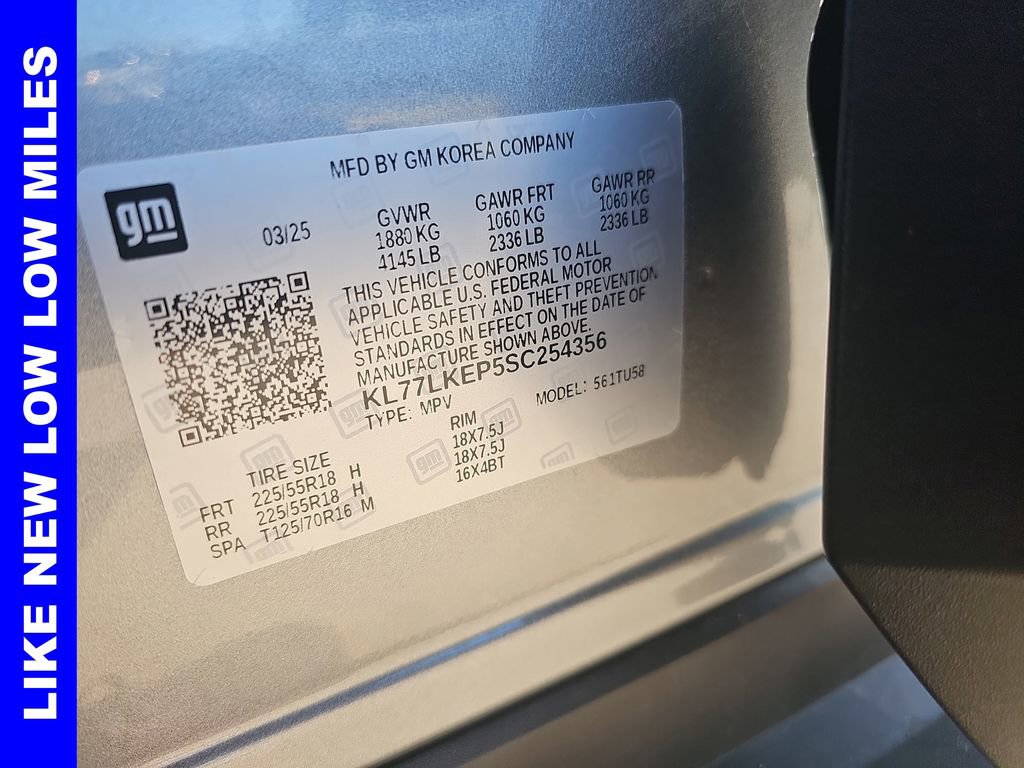 LIKE NEW LOW LOW LOW MILES
MFD BY GM KOREA COMPANY
gm
03/25
GVWR GAWR FRT GAWR RR
1880 KG 1060 KG 1060 KG
4145 LB 2336 LB 2336 LB
THIS VEHICLE CONFORMS TO ALL
APPLICABLE U.S. FEDERAL MOTOR
VEHICLE SAFETY AND THEFT PREVENTION
STANDARDS IN EFFECT ON THE DATE OF
MANUFACTURE SHOWN ABOVE.
KL77LKEP5SC254356
TYPE: MPV MODEL: 561TU58
TIRE SIZE RIM
FRT 225/55R18 H 18X7.5J
RR 225/55R18 H 18X7.5J
SPA T125/70R16 M 16X4BT